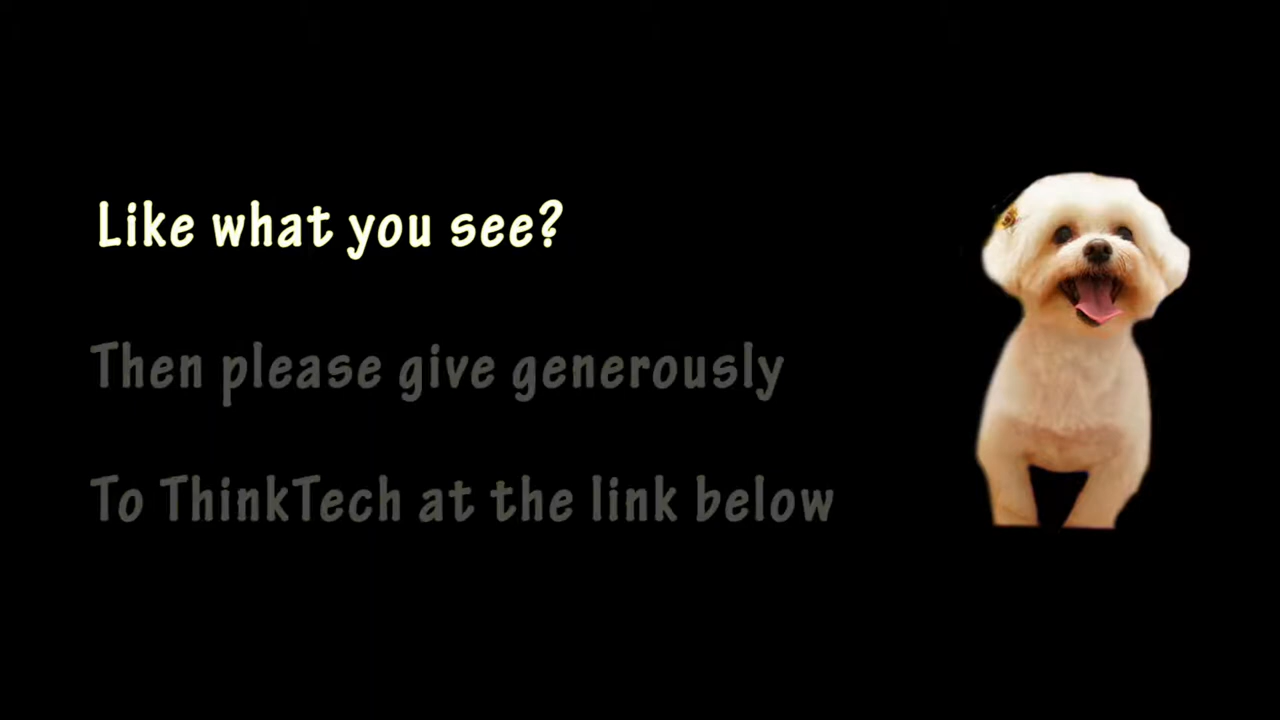 Like what you see?
Then please give generously
To ThinkTech at the link below